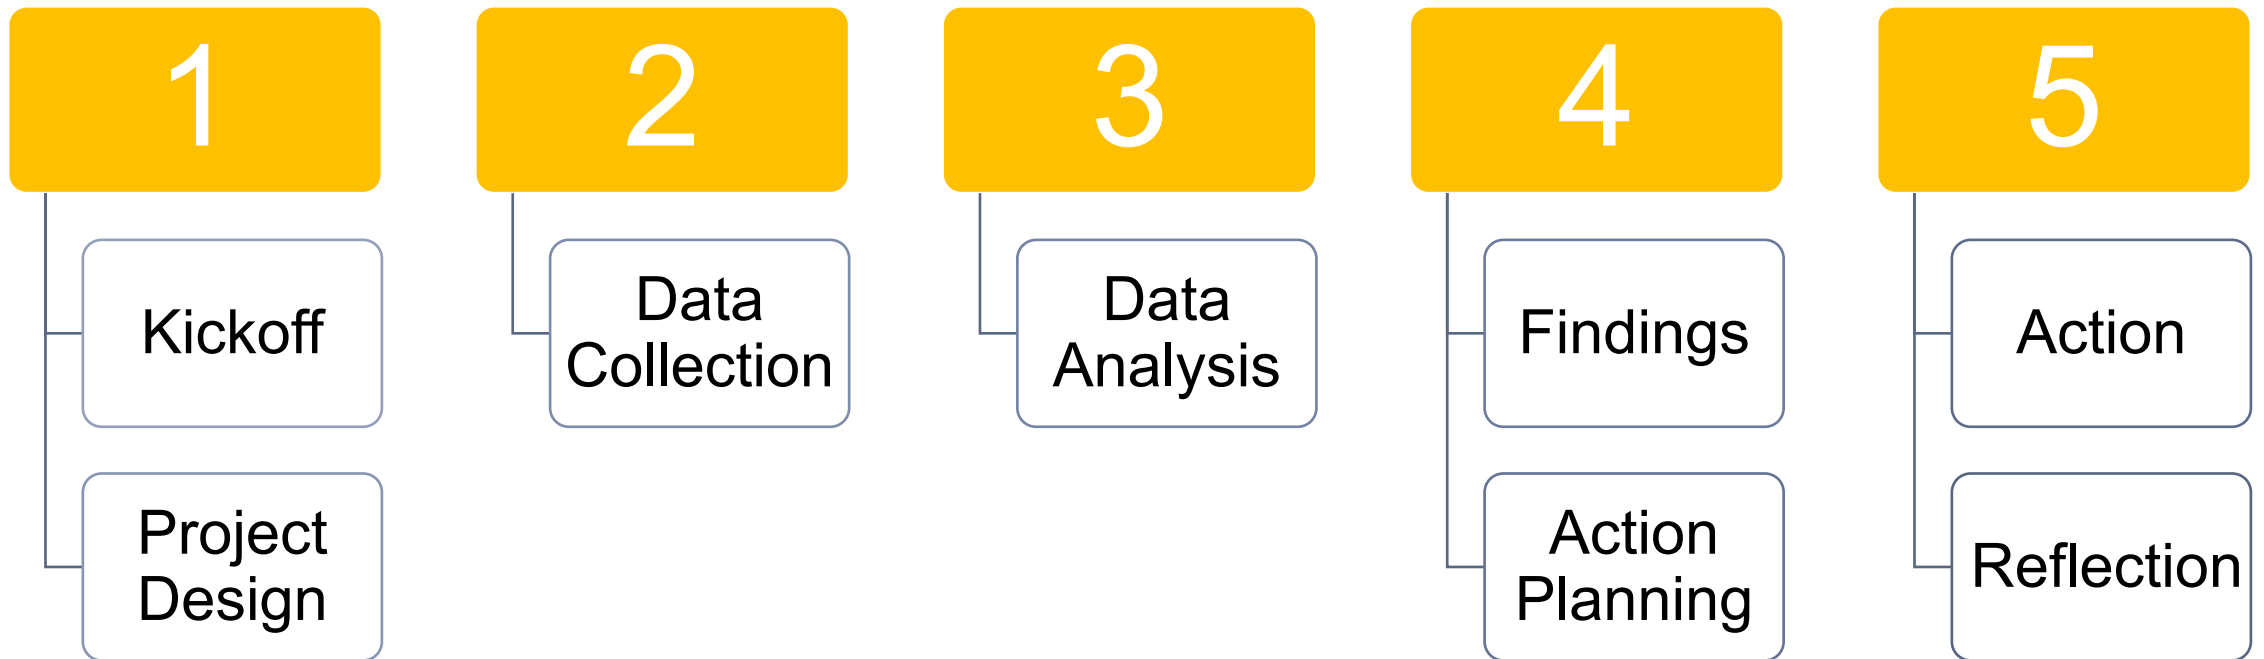 1
Kickoff
Project
Design
2
Data
Collection
3
Data
Analysis
4
Findings
Action
Planning
5
Action
Reflection